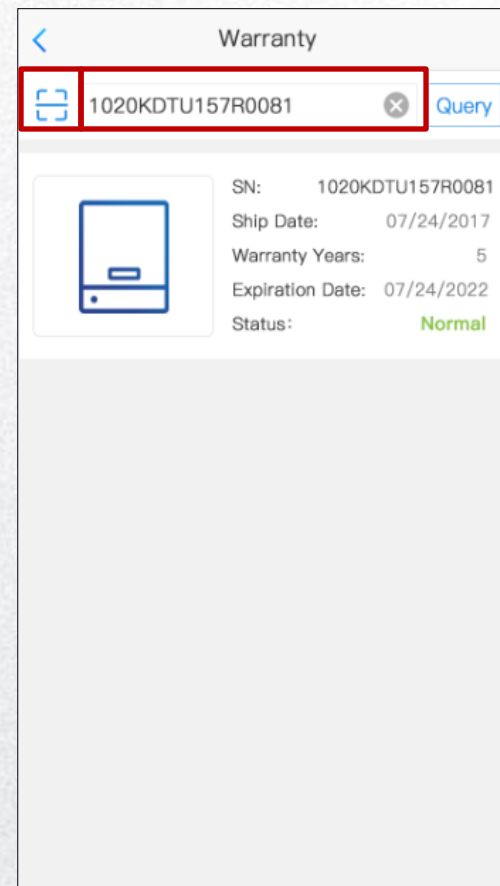 Warranty
1020KDTU157R0081 Query
SN: 1020KDTU157R0081
Ship Date: 07/24/2017
Warranty Years: 5
Expiration Date: 07/24/2022
Status: Normal